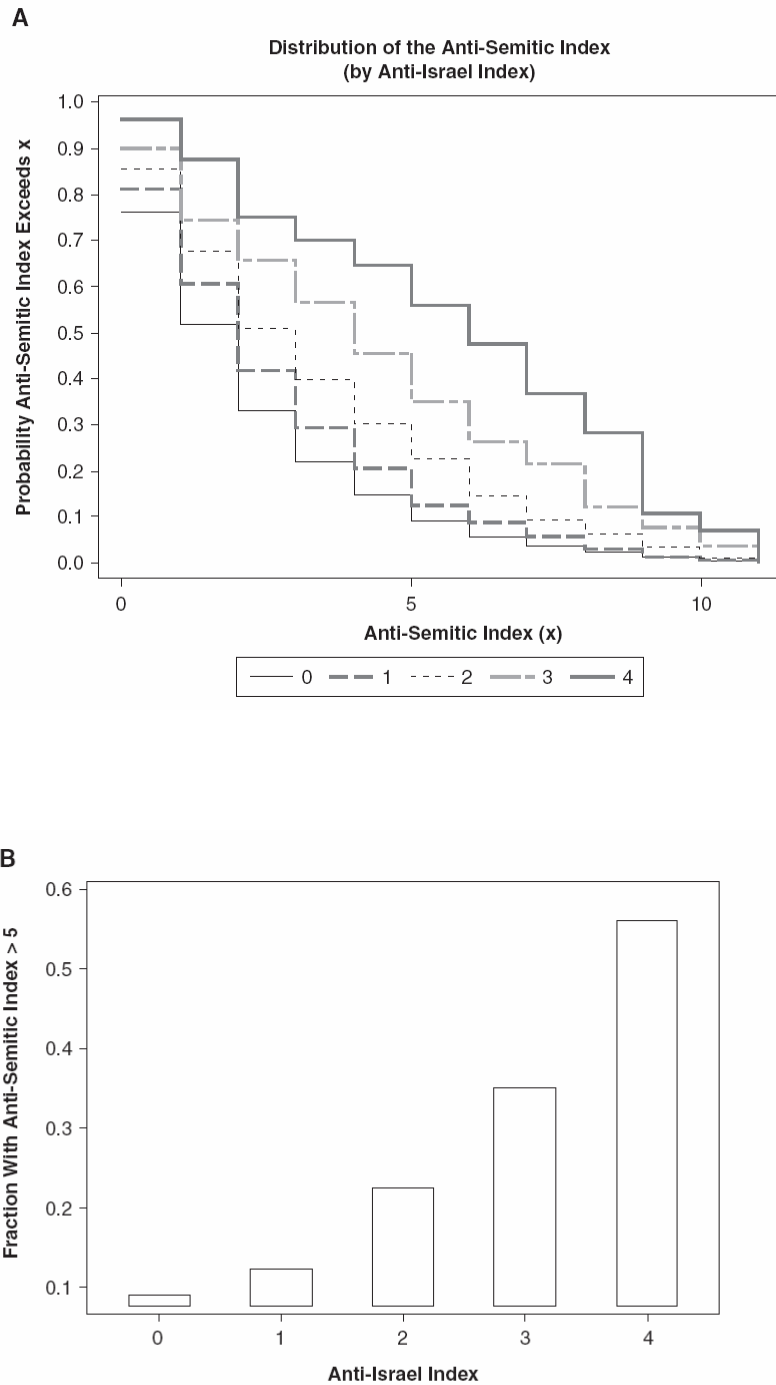 A
Distribution of the Anti-Semitic Index
(by Anti-Israel Index)
Probability Anti-Semitic Index Exceeds x
1.0
0.9
0.8
0.7
0.6
0.5
0.4
0.3
0.2
0.1
0.0
0 5 10
Anti-Semitic Index (x)
0 1 2 3 4
B
Fraction With Anti-Semitic Index > 5
0.6
0.5
0.4
0.3
0.2
0.1
0 1 2 3 4
Anti-Israel Index